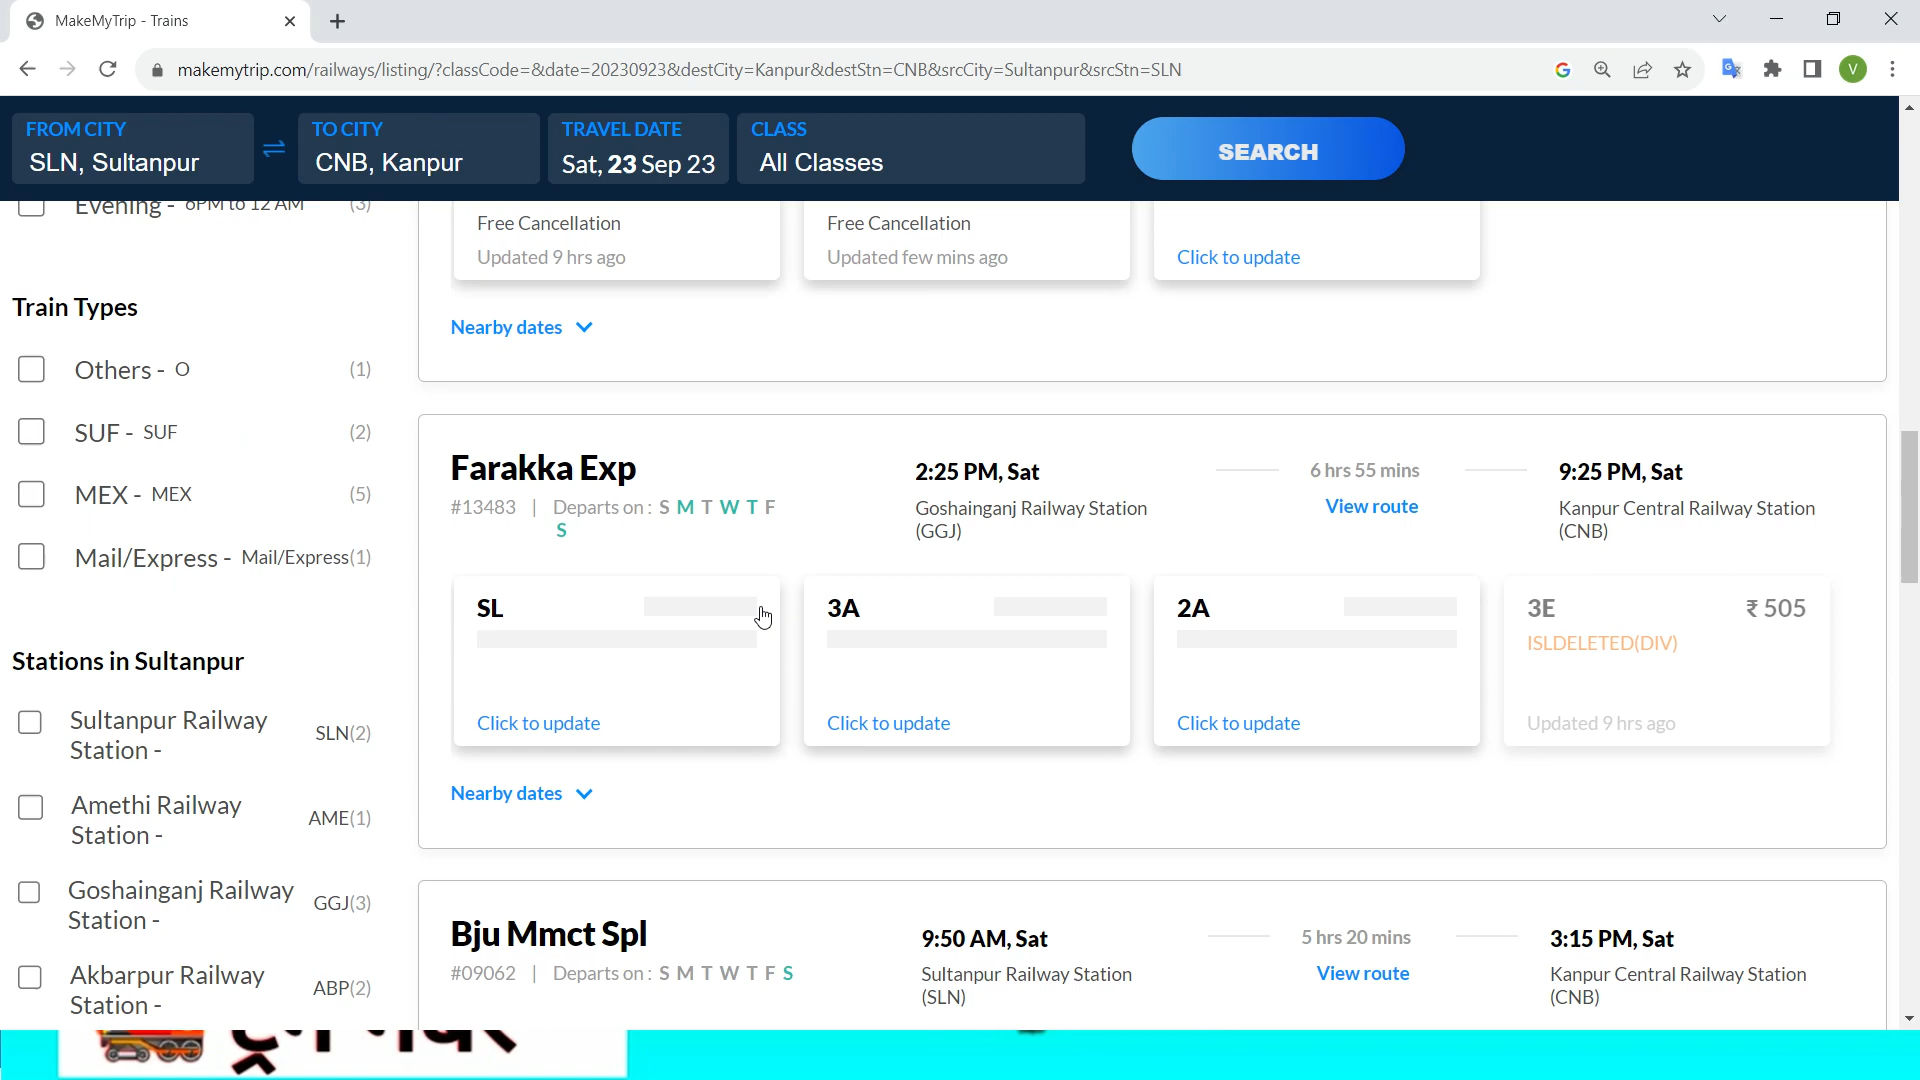 MakeMyTrip - Trains
makemytrip.com/railways/listing/?classCode=&date=20230923&destCity=Kanpur&destStn=CNB&srcCity=Sultanpur&srcStn=SLN
V
FROM CITY
SLN, Sultanpur
TO CITY
CNB, Kanpur
TRAVEL DATE
Sat, 23 Sep 23
CLASS
All Classes
SEARCH
Evening - 6PM to 12 AM (3)
Train Types
Others - O (1)
SUF - SUF (2)
MEX - MEX (5)
Mail/Express - Mail/Express(1)
Stations in Sultanpur
Sultanpur Railway
Station - SLN(2)
Amethi Railway
Station - AME(1)
Goshainganj Railway
Station - GGJ(3)
Akbarpur Railway
Station - ABP(2)
Free Cancellation
Updated 9 hrs ago
Free Cancellation
Updated few mins ago
Click to update
Nearby dates
Farakka Exp
#13483 | Departs on : S M T W T F
S
2:25 PM, Sat
Goshainganj Railway Station
(GGJ)
6 hrs 55 mins
View route
9:25 PM, Sat
Kanpur Central Railway Station
(CNB)
SL
Click to update
3A
Click to update
2A
Click to update
3E ₹ 505
ISLDELETED(DIV)
Updated 9 hrs ago
Nearby dates
Bju Mmct Spl
#09062 | Departs on : S M T W T F S
9:50 AM, Sat
Sultanpur Railway Station
(SLN)
5 hrs 20 mins
View route
3:15 PM, Sat
Kanpur Central Railway Station
(CNB)